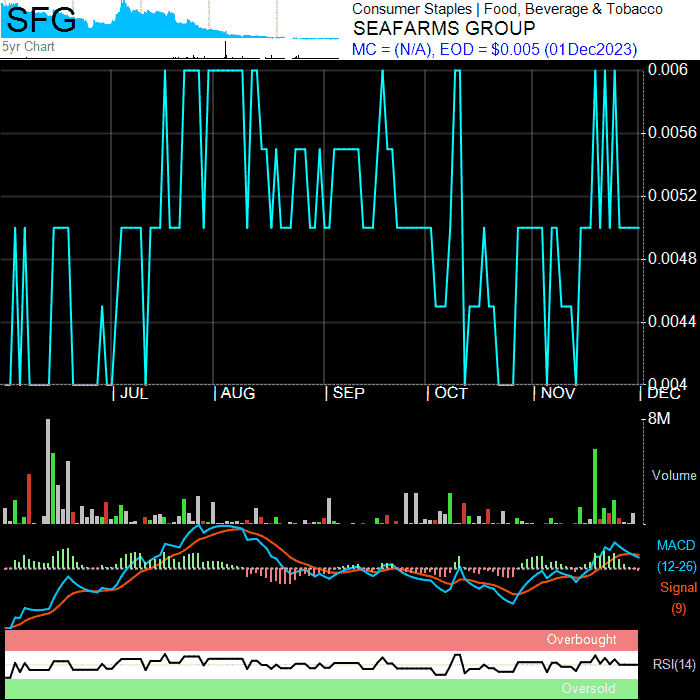 SFG
5yr Chart
Consumer Staples | Food, Beverage & Tobacco
SEAFARMS GROUP
MC = (N/A), EOD = $0.005 (01Dec2023)
0.006
0.0056
0.0052
0.0048
0.0044
0.004
JUL AUG SEP OCT NOV DEC
8M
Volume
MACD
(12-26)
Signal
(9)
Overbought
RSI(14)
Oversold